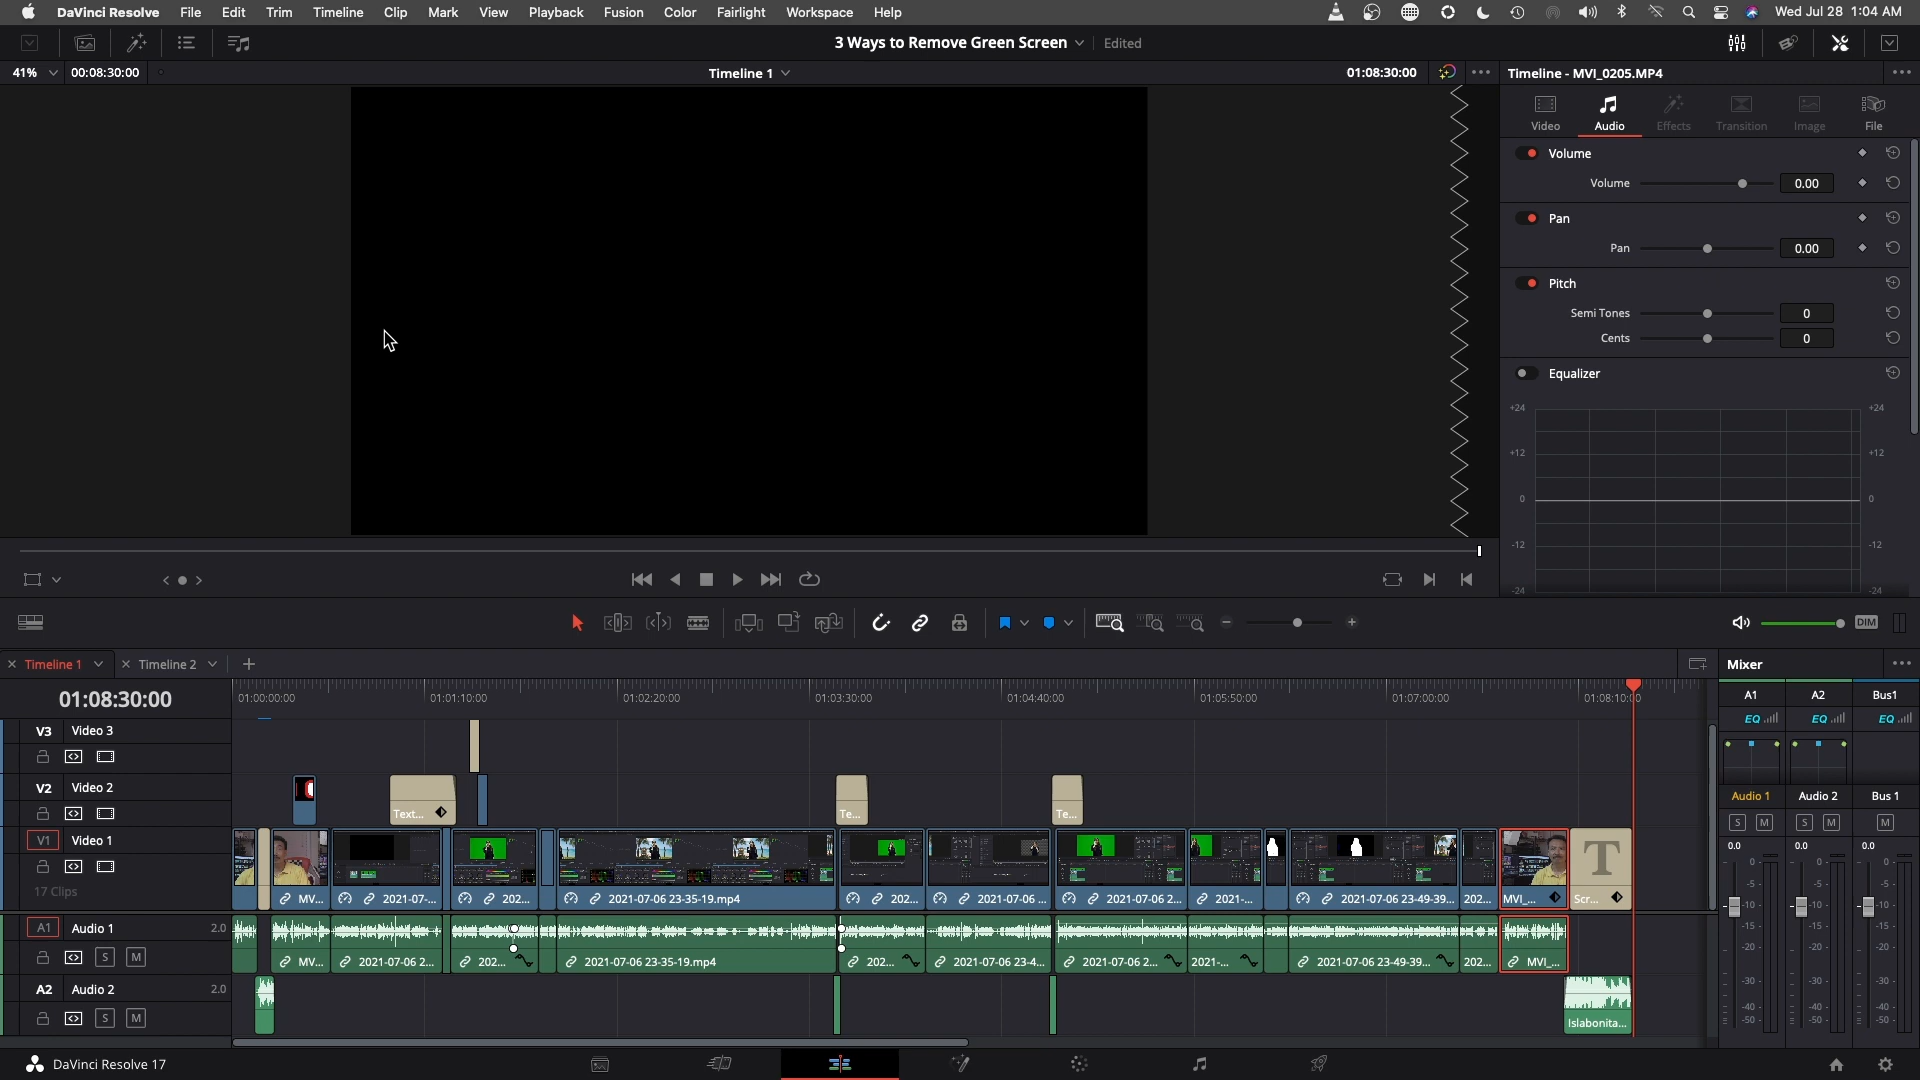 DaVinci Resolve File Edit Trim Timeline Clip Mark View Playback Fusion Color Fairlight Workspace Help Wed Jul 28 1:04 AM
3 Ways to Remove Green Screen Edited
41% 00:08:30:00 Timeline 1 01:08:30:00 Timeline - MVI_0205.MP4
Video Audio Effects Transition Image File
Volume
Volume 0.00
Pan
Pan 0.00
Pitch
Semi Tones 0
Cents 0
Equalizer
+24 +24
+12 +12
0 0
-12 -12
-24 -24
DIM
Timeline 1 Timeline 2 Mixer
01:08:30:00 01:00:00:00 01:01:10:00 01:02:20:00 01:03:30:00 01:04:40:00 01:05:50:00 01:07:00:00 01:08:10:00
A1 A2 Bus1
EQ EQ EQ
V3 Video 3
V2 Video 2
Text... Te... Te...
Audio 1 Audio 2 Bus 1
S M S M M
V1 Video 1
17 Clips
MV... 2021-07-... 202... 2021-07-06 23-35-19.mp4 202... 2021-07-06 ... 2021-07-06 2... 2021-... 2021-07-06 23-49-39... 202... MVI_... Scr...
0.0 0.0 0.0
0 0 0
-5 -5 -5
-10 -10 -10
-15 -15 -15
-20 -20 -20
-30 -30 -30
-40 -40 -40
-50 -50 -50
A1 Audio 1 2.0
S M
MV... 2021-07-06 2... 202... 2021-07-06 23-35-19.mp4 202... 2021-07-06 23-4... 2021-07-06 2... 2021-... 2021-07-06 23-49-39... 202... MVI_...
A2 Audio 2 2.0
S M
Islabonita...
DaVinci Resolve 17